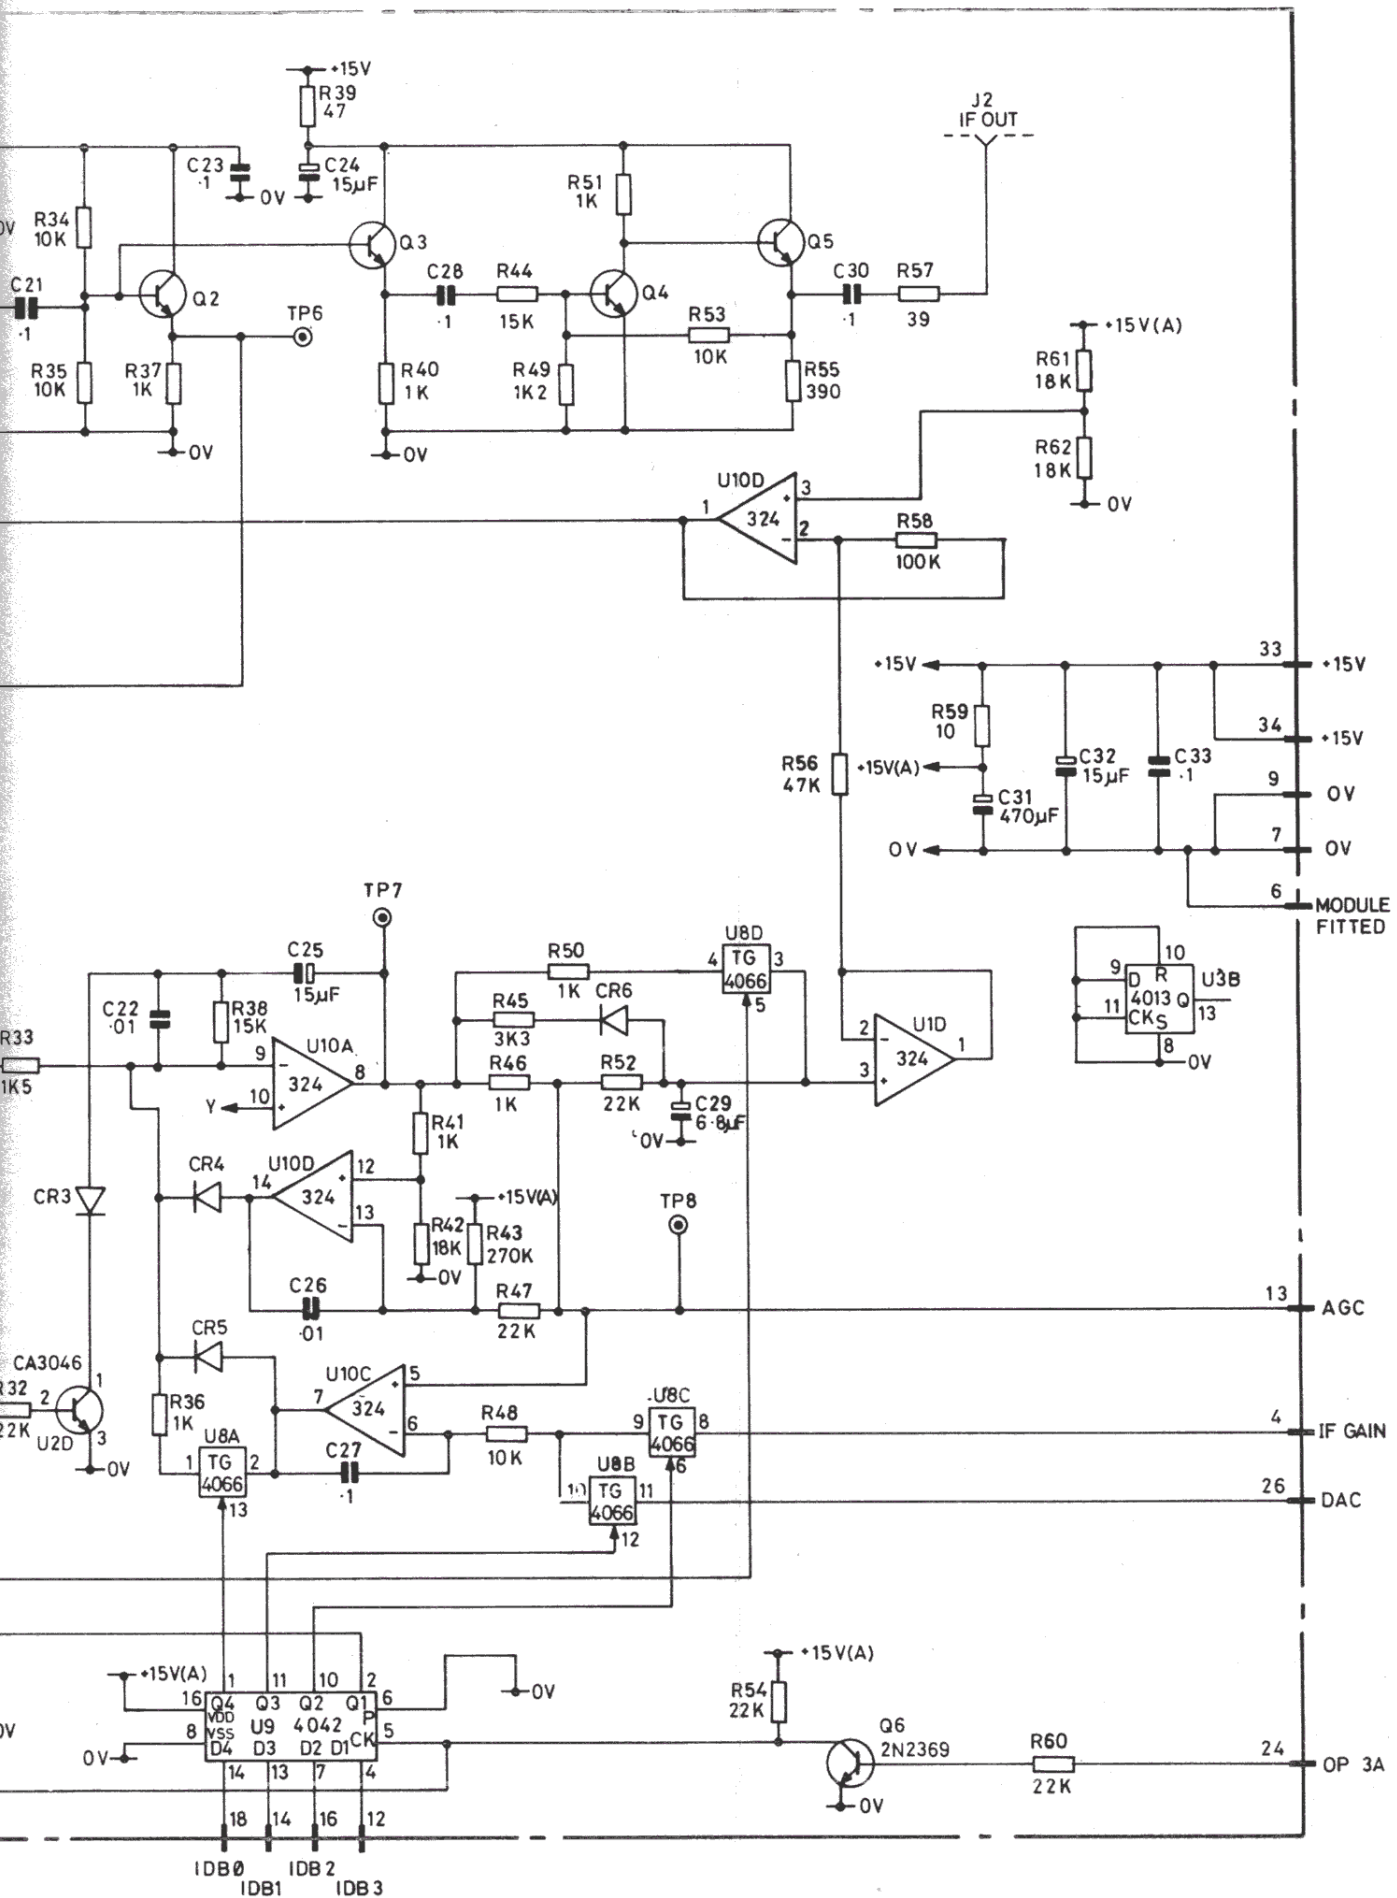 +15V
R39
47
J2
IF OUT
C23
.1
0V
C24
15µF
R51
1K
R34
10K
Q3
Q5
C21
.1
Q2
C28
.1
R44
15K
Q4
C30
.1
R57
39
TP6
R53
10K
+15V(A)
R35
10K
R37
1K
R40
1K
R49
1K2
R55
390
R61
18K
0V
0V
R62
18K
0V
U10D
324
1
3
+
2
-
R58
100K
+15V
33
+15V
R59
10
34
+15V
R56
47K
+15V(A)
C32
15µF
C33
.1
9
0V
C31
470µF
0V
7
0V
6
MODULE
FITTED
TP7
C25
15µF
R50
1K
4
U8D
TG
4066
3
5
10
9
D
R
U3B
4013
Q
11
CK
S
13
8
0V
C22
.01
R38
15K
R45
3K3
CR6
U1D
324
2
-
3
+
1
R33
1K5
9
-
U10A
324
8
10
+
Y
R46
1K
R52
22K
C29
6.8µF
0V
R41
1K
CR3
CR4
14
U10D
324
12
+
13
-
+15V(A)
TP8
R42
18K
R43
270K
0V
C26
.01
R47
22K
13
AGC
CR5
CA3046
1
2
3
U2D
R32
22K
0V
R36
1K
7
U10C
324
5
+
6
-
R48
10K
9
U8C
TG
4066
8
6
4
IF GAIN
U8A
1
TG
4066
2
13
C27
.1
U8B
10
TG
4066
11
12
26
DAC
+15V(A)
1
11
10
2
0V
+15V(A)
16
Q4
Q3
Q2
Q1
6
VDD
P
8
VSS
U9
4042
CK
5
D4
D3
D2
D1
0V
14
13
7
4
R54
22K
Q6
2N2369
R60
22K
24
OP 3A
0V
18
14
16
12
IDB0
IDB1
IDB2
IDB3